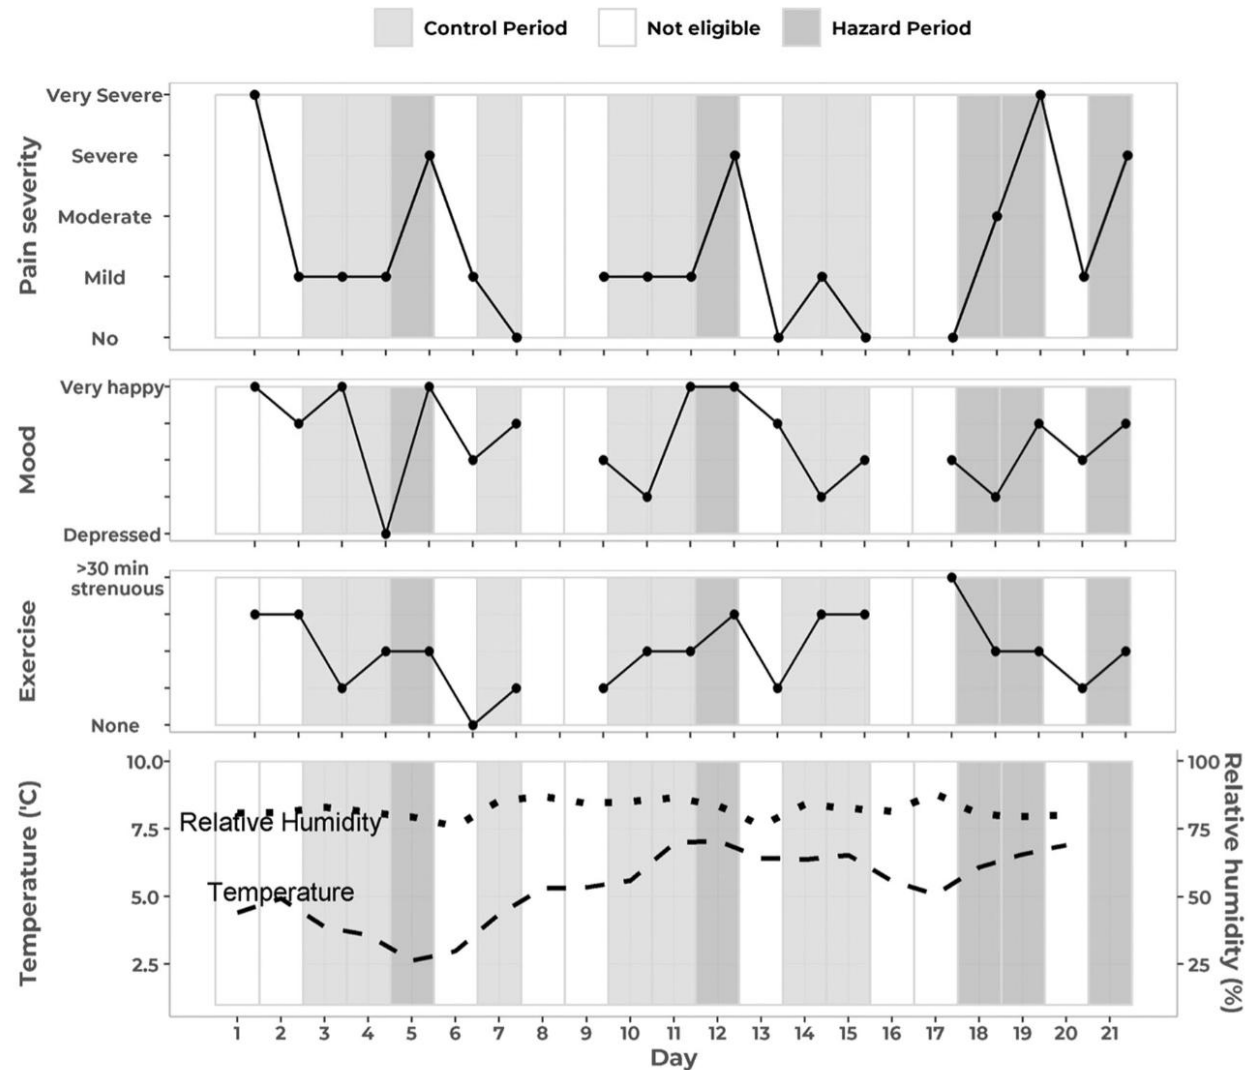 Control Period
Not eligible
Hazard Period
Pain severity
Very Severe
Severe
Moderate
Mild
No
Mood
Very happy
Depressed
Exercise
>30 min
strenuous
None
Temperature ('C)
10.0
7.5
5.0
2.5
Relative Humidity
Temperature
100
75
50
25
Relative humidity (%)
1 2 3 4 5 6 7 8 9 10 11 12 13 14 15 16 17 18 19 20 21
Day